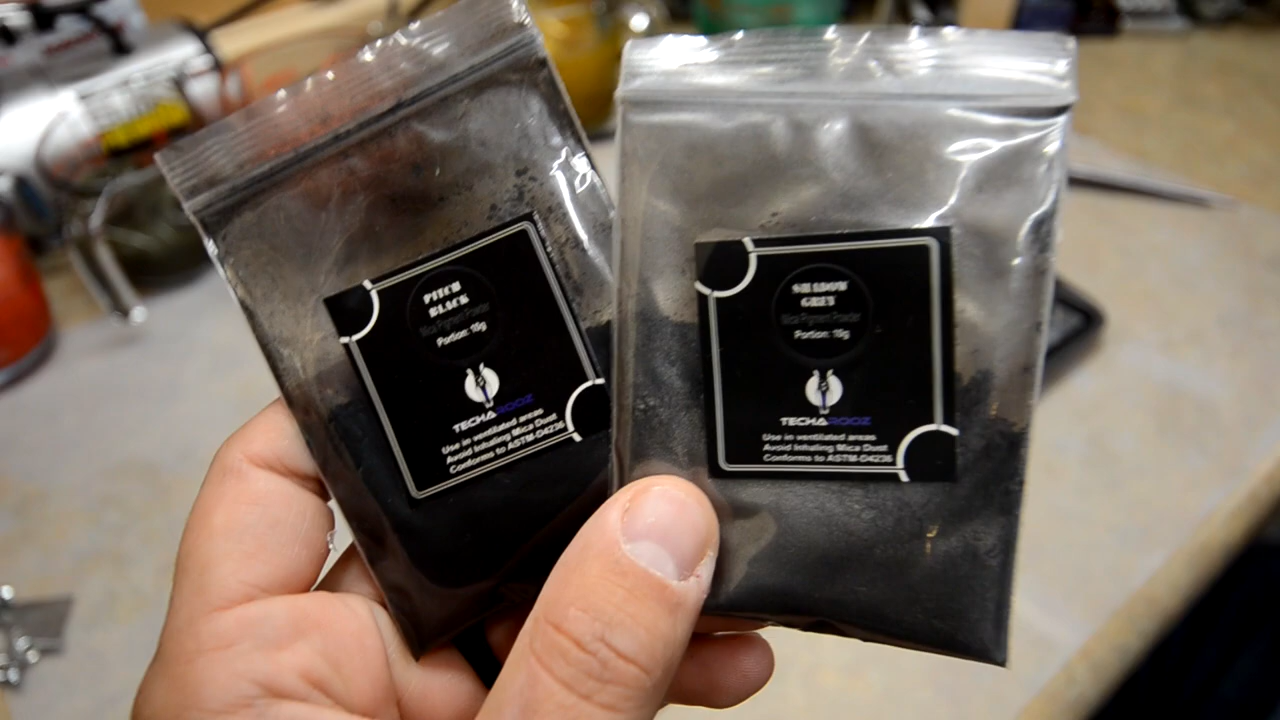 PITCH
BLACK
Mica Pigment Powder
Portion: 15g
TECHAROOZ
Use in ventilated areas
Avoid Inhaling Mica Dust
Conforms to ASTM-D4236
SHADOW
GREY
Mica Pigment Powder
Portion:
TECHAROOZ
Use in ventilated areas
Avoid Inhaling Mica Dust
Conforms to ASTM-D4236